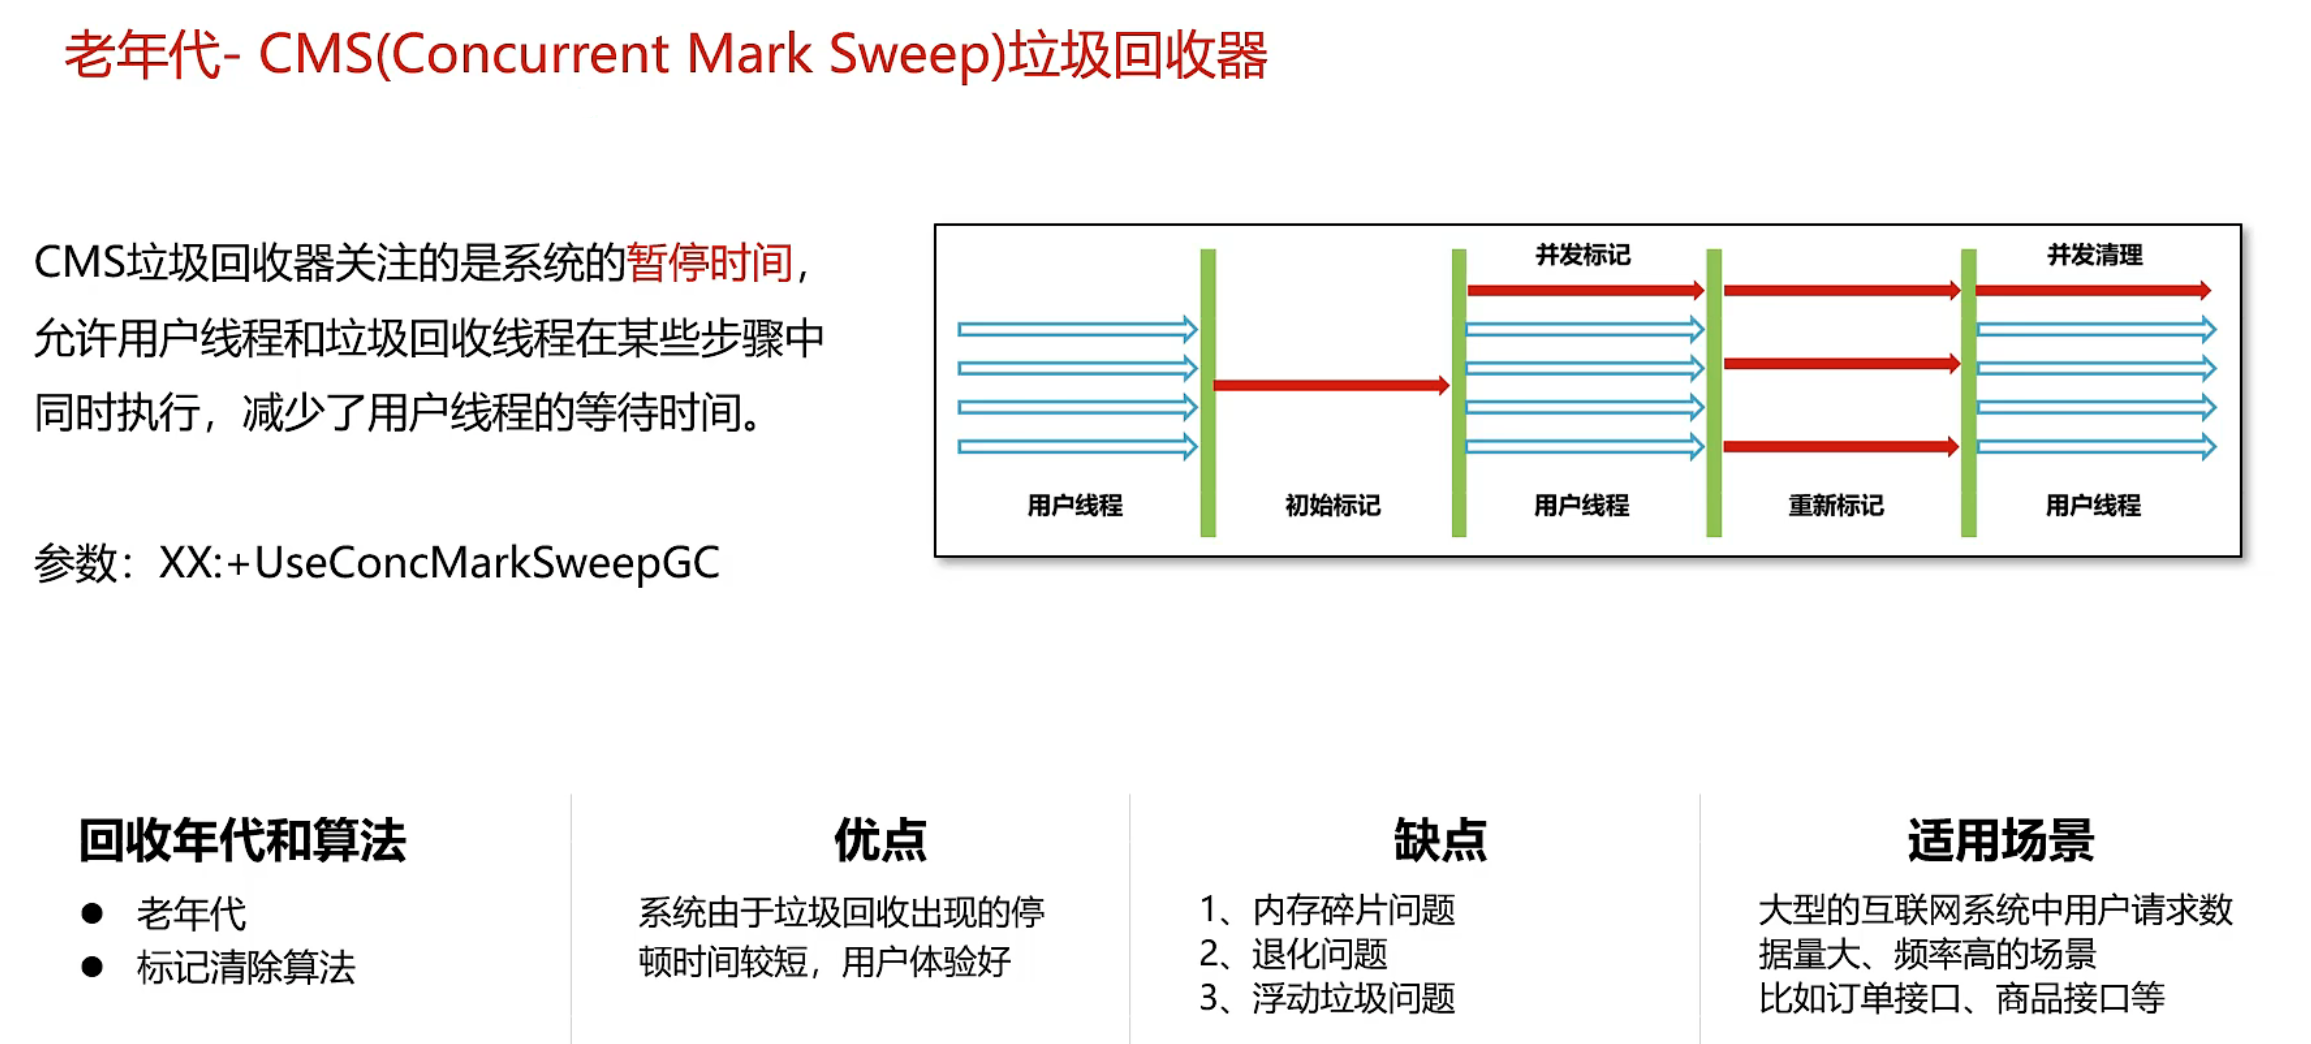 老年代- CMS(Concurrent Mark Sweep)垃圾回收器
CMS垃圾回收器关注的是系统的暂停时间，
允许用户线程和垃圾回收线程在某些步骤中
同时执行，减少了用户线程的等待时间。
参数：XX:+UseConcMarkSweepGC
并发标记
并发清理
用户线程
初始标记
用户线程
重新标记
用户线程
回收年代和算法
● 老年代
● 标记清除算法
优点
系统由于垃圾回收出现的停
顿时间较短，用户体验好
缺点
1、内存碎片问题
2、退化问题
3、浮动垃圾问题
适用场景
大型的互联网系统中用户请求数
据量大、频率高的场景
比如订单接口、商品接口等